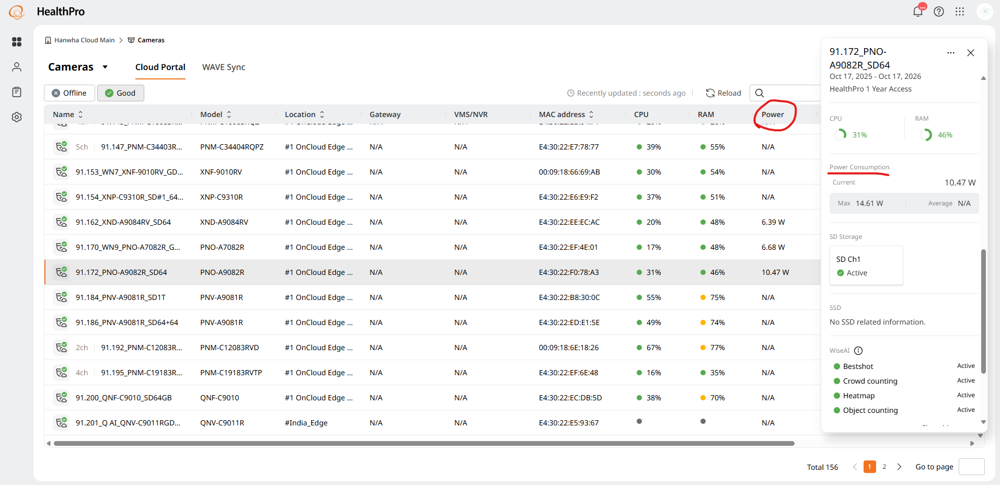 HealthPro
Hanwha Cloud Main > Cameras
Cameras Cloud Portal WAVE Sync
Offline Good
Recently updated : seconds ago Reload
Name Model Location Gateway VMS/NVR MAC address CPU RAM Power
5ch 91.147_PNM-C34403R... PNM-C34404RQPZ #1 OnCloud Edge ... N/A N/A E4:30:22:E7:78:77 39% 55% N/A
91.153_WN7_XNF-9010RV_GD... XNF-9010RV #1 OnCloud Edge ... N/A N/A 00:09:18:66:69:AB 30% 54% N/A
91.154_XNP-C9310R_SD#1_64... XNP-C9310R #1 OnCloud Edge ... N/A N/A E4:30:22:E6:E9:F2 37% 51% N/A
91.162_XND-A9084RV_SD64 XND-A9084RV #1 OnCloud Edge ... N/A N/A E4:30:22:EE:EC:AC 20% 48% 6.39 W
91.170_WN9_PNO-A7082R_G... PNO-A7082R #1 OnCloud Edge ... N/A N/A E4:30:22:EF:4E:01 17% 48% 6.68 W
91.172_PNO-A9082R_SD64 PNO-A9082R #1 OnCloud Edge ... N/A N/A E4:30:22:F0:78:A3 31% 46% 10.47 W
91.184_PNV-A9081R_SD1T PNV-A9081R #1 OnCloud Edge ... N/A N/A E4:30:22:B8:30:0C 55% 75% N/A
91.186_PNV-A9081R_SD64+64 PNV-A9081R #1 OnCloud Edge ... N/A N/A E4:30:22:ED:E1:5E 49% 74% N/A
2ch 91.192_PNM-C12083R... PNM-C12083RVD #1 OnCloud Edge ... N/A N/A 00:09:18:6E:18:26 67% 77% N/A
4ch 91.195_PNM-C19183R... PNM-C19183RVTP #1 OnCloud Edge ... N/A N/A E4:30:22:EF:6E:48 16% 35% N/A
91.200_QNF-C9010_SD64GB QNF-C9010 #1 OnCloud Edge ... N/A N/A E4:30:22:EC:DB:5D 38% 70% N/A
91.201_Q AI_QNV-C9011RGD... QNV-C9011R #India_Edge N/A N/A E4:30:22:E5:93:67 N/A
Total 156 < 1 2 > Go to page
91.172_PNO-
A9082R_SD64
Oct 17, 2025 - Oct 17, 2026
HealthPro 1 Year Access
CPU RAM
31% 46%
Power Consumption
Current 10.47 W
Max 14.61 W Average N/A
SD Storage
SD Ch1
Active
SSD
No SSD related information.
WiseAI
Bestshot Active
Crowd counting Active
Heatmap Active
Object counting Active